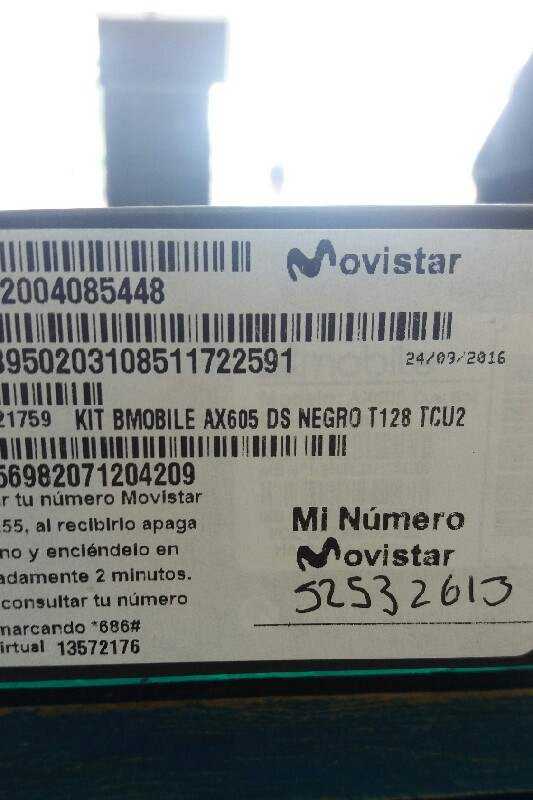 Movistar
2004085448
8950203108511722591
24/09/2016
21759 KIT BMOBILE AX605 DS NEGRO T128 TCU2
56982071204209
ar tu número Movistar
55, al recibirlo apaga
no y enciéndelo en
adamente 2 minutos.
consultar tu número
marcando *686#
irtual 13572176
Mi Número
Movistar
52532613